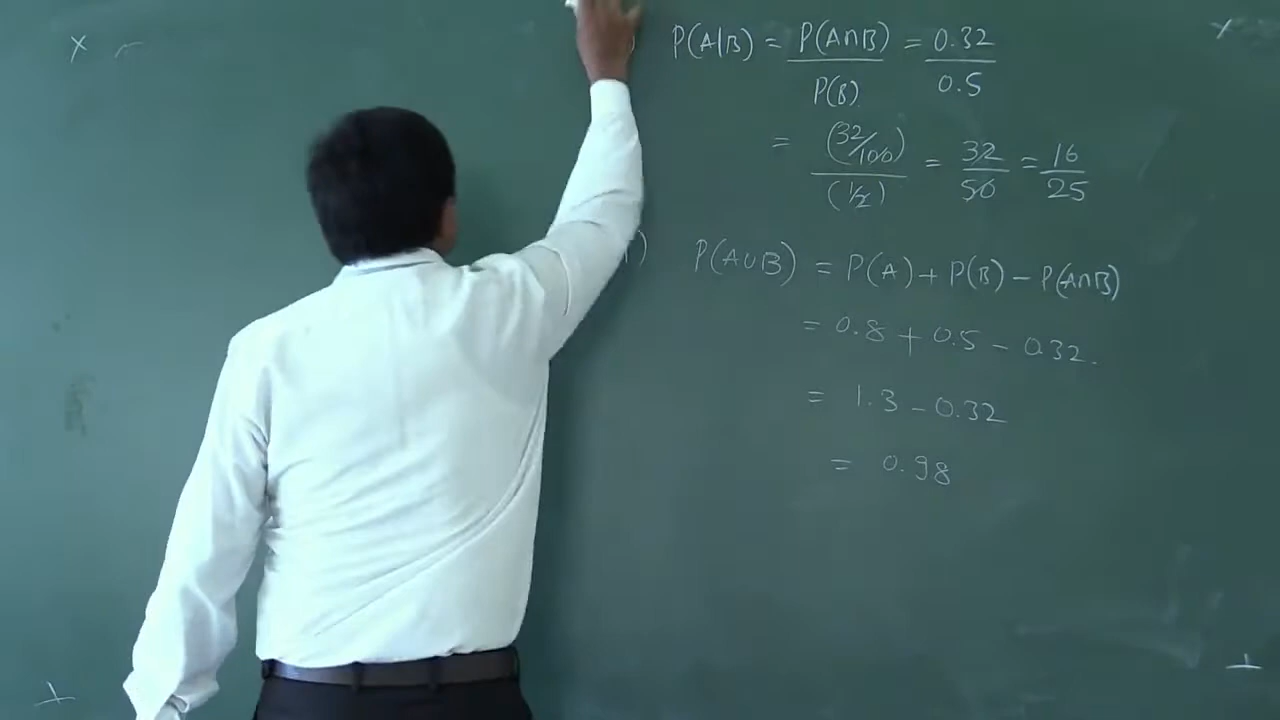 P(A|B) = P(A∩B)/P(B) = 0.32/0.5
= (32/100)/(1/2) = 32/50 = 16/25
) P(A∪B) = P(A) + P(B) - P(A∩B)
= 0.8 + 0.5 - 0.32.
= 1.3 - 0.32
= 0.98